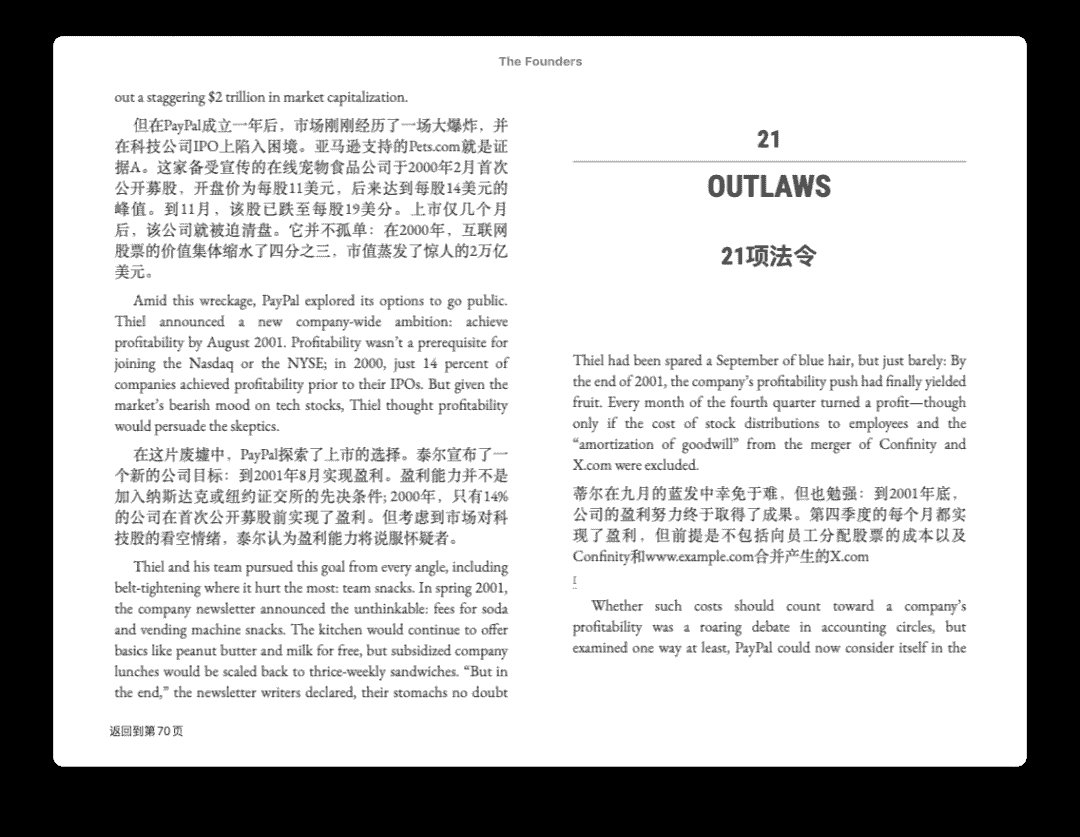 The Founders
out a staggering $2 trillion in market capitalization.
但在PayPal成立一年后，市场刚刚经历了一场大爆炸，并
在科技公司IPO上陷入困境。亚马逊支持的Pets.com就是证
据A。这家备受宣传的在线宠物食品公司于2000年2月首次
公开募股，开盘价为每股11美元，后来达到每股14美元的
峰值。到11月，该股已跌至每股19美分。上市仅几个月
后，该公司就被迫清盘。它并不孤单：在2000年，互联网
股票的价值集体缩水了四分之三，市值蒸发了惊人的2万亿
美元。
Amid this wreckage, PayPal explored its options to go public.
Thiel announced a new company-wide ambition: achieve
profitability by August 2001. Profitability wasn't a prerequisite for
joining the Nasdaq or the NYSE; in 2000, just 14 percent of
companies achieved profitability prior to their IPOs. But given the
market's bearish mood on tech stocks, Thiel thought profitability
would persuade the skeptics.
在这片废墟中，PayPal探索了上市的选择。泰尔宣布了一
个新的公司目标：到2001年8月实现盈利。盈利能力并不是
加入纳斯达克或纽约证交所的先决条件; 2000年，只有14%
的公司在首次公开募股前实现了盈利。但考虑到市场对科
技股的看空情绪，泰尔认为盈利能力将说服怀疑者。
Thiel and his team pursued this goal from every angle, including
belt-tightening where it hurt the most: team snacks. In spring 2001,
the company newsletter announced the unthinkable: fees for soda
and vending machine snacks. The kitchen would continue to offer
basics like peanut butter and milk for free, but subsidized company
lunches would be scaled back to thrice-weekly sandwiches. “But in
the end,” the newsletter writers declared, their stomachs no doubt
返回到第 70 页
21
OUTLAWS
21项法令
Thiel had been spared a September of blue hair, but just barely: By
the end of 2001, the company's profitability push had finally yielded
fruit. Every month of the fourth quarter turned a profit—though
only if the cost of stock distributions to employees and the
“amortization of goodwill” from the merger of Confinity and
X.com were excluded.
蒂尔在九月的蓝发中幸免于难，但也勉强：到2001年底，
公司的盈利努力终于取得了成果。第四季度的每个月都实
现了盈利，但前提是不包括向员工分配股票的成本以及
Confinity和www.example.com合并产生的X.com
[
Whether such costs should count toward a company's
profitability was a roaring debate in accounting circles, but
examined one way at least, PayPal could now consider itself in the